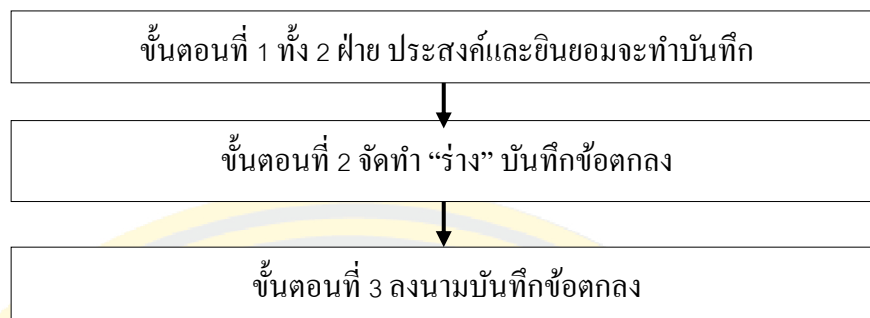 ขั้นตอนที่ 1 ทั้ง 2 ฝ่าย ประสงค์และยินยอมจะทำบันทึก
ขั้นตอนที่ 2 จัดทำ “ร่าง” บันทึกข้อตกลง
ขั้นตอนที่ 3 ลงนามบันทึกข้อตกลง